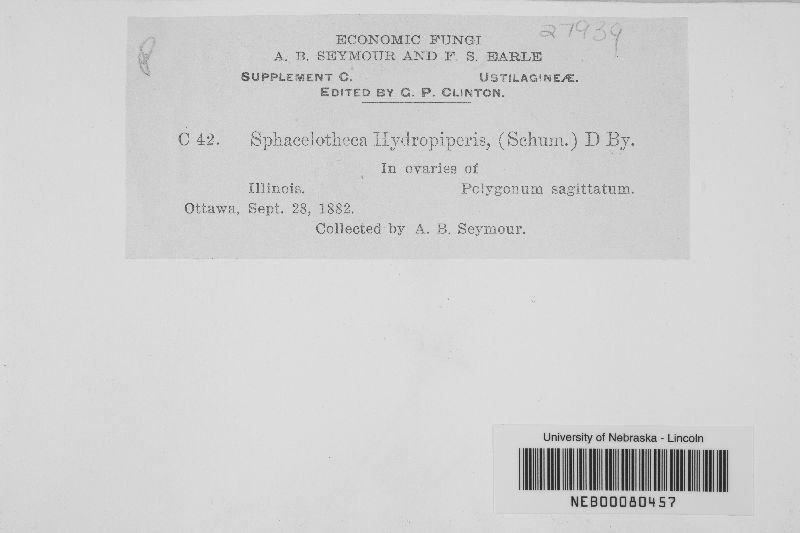 27939
ECONOMIC FUNGI
A. B. SEYMOUR AND F. S. EARLE
SUPPLEMENT C. USTILAGINEÆ.
EDITED BY G. P. CLINTON.
C 42. Sphacelotheca Hydropiperis, (Schum.) D By.
In ovaries of
Illinois. Polygonum sagittatum.
Ottawa, Sept. 28, 1882.
Collected by A. B. Seymour.
University of Nebraska - Lincoln
NEB00080457